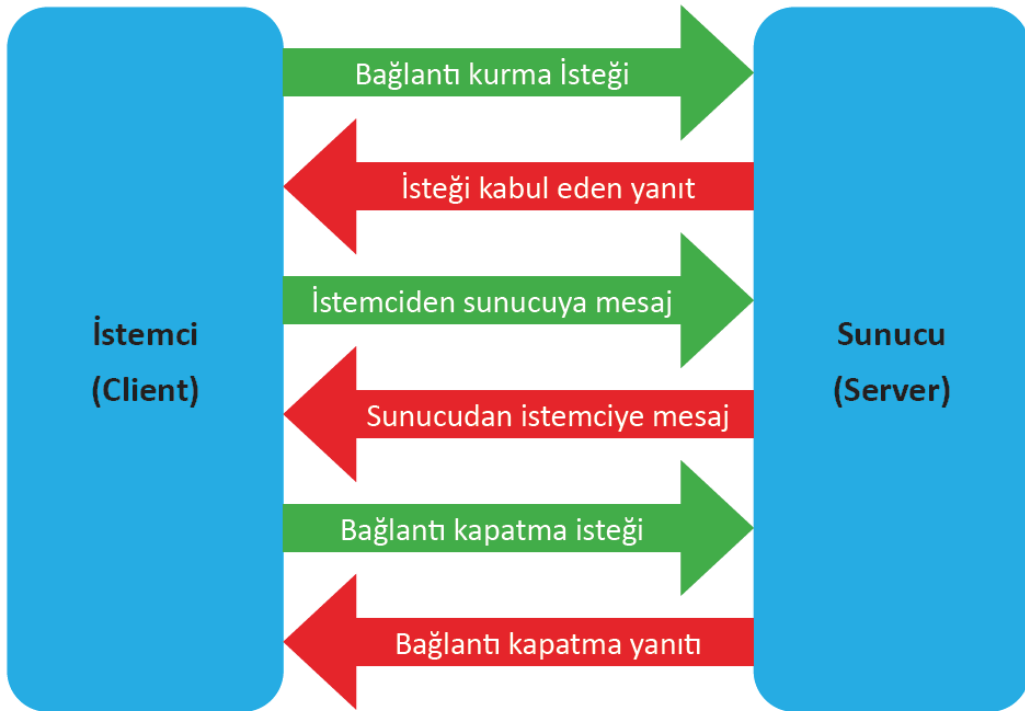 Bağlantı kurma İsteği
İsteği kabul eden yanıt
İstemciden sunucuya mesaj
İstemci
(Client)
Sunucu
(Server)
Sunucudan istemciye mesaj
Bağlantı kapatma isteği
Bağlantı kapatma yanıtı